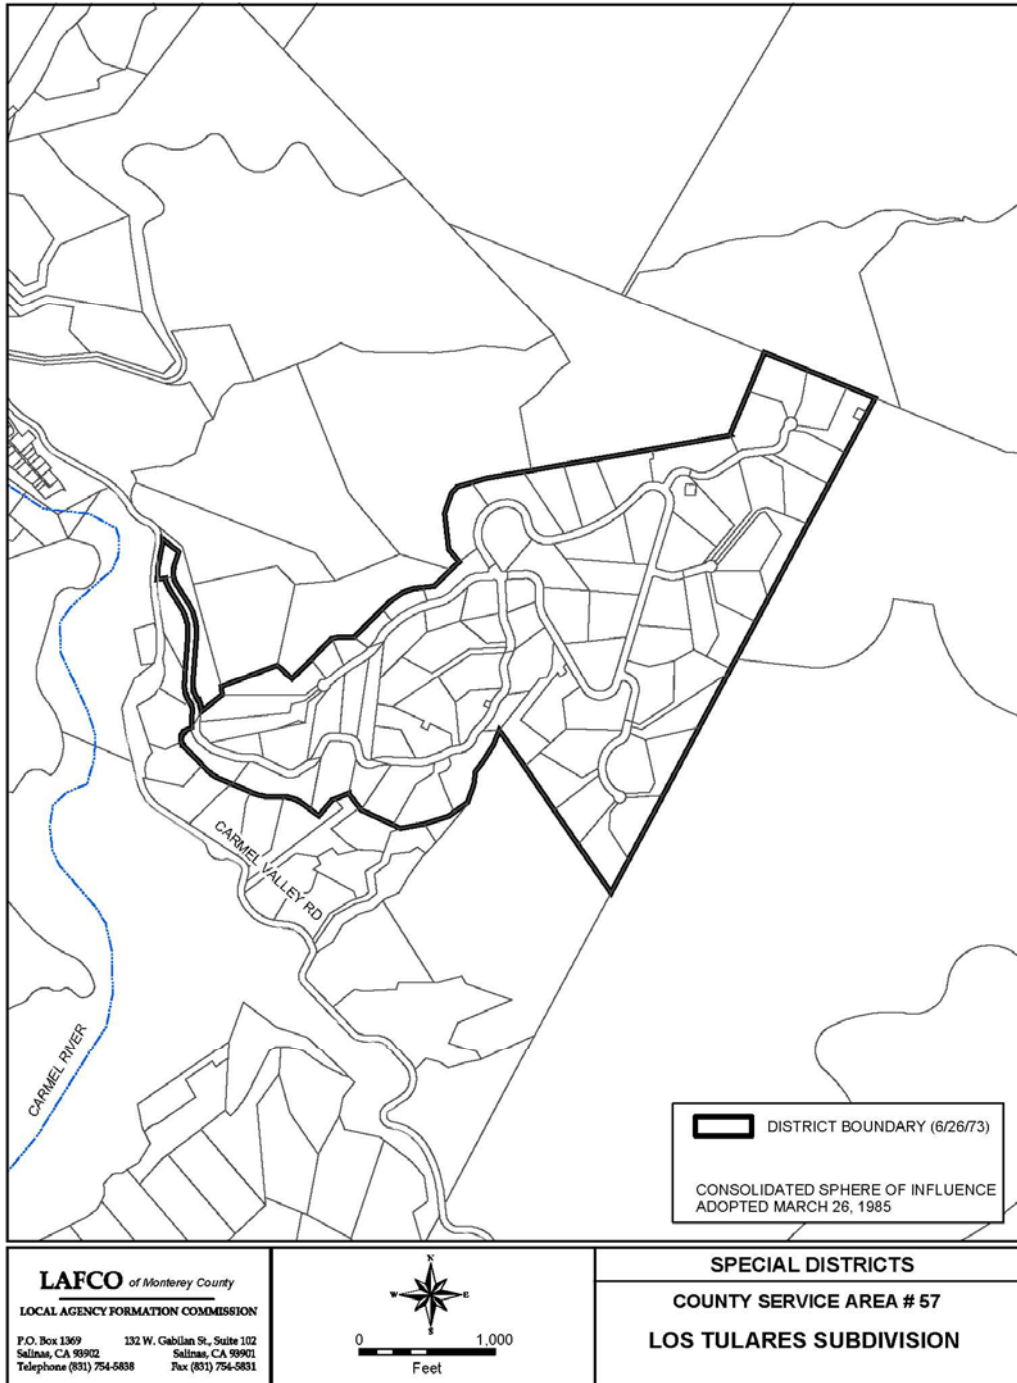 CARMEL VALLEY RD
CARMEL RIVER
DISTRICT BOUNDARY (6/26/73)
CONSOLIDATED SPHERE OF INFLUENCE
ADOPTED MARCH 26, 1985
LAFCO of Monterey County
LOCAL AGENCY FORMATION COMMISSION
P.O. Box 1369 132 W. Gabilan St., Suite 102
Salinas, CA 93902 Salinas, CA 93901
Telephone (831) 754-5838 Fax (831) 754-5831
N
W E
S
0 1,000
Feet
SPECIAL DISTRICTS
COUNTY SERVICE AREA # 57
LOS TULARES SUBDIVISION